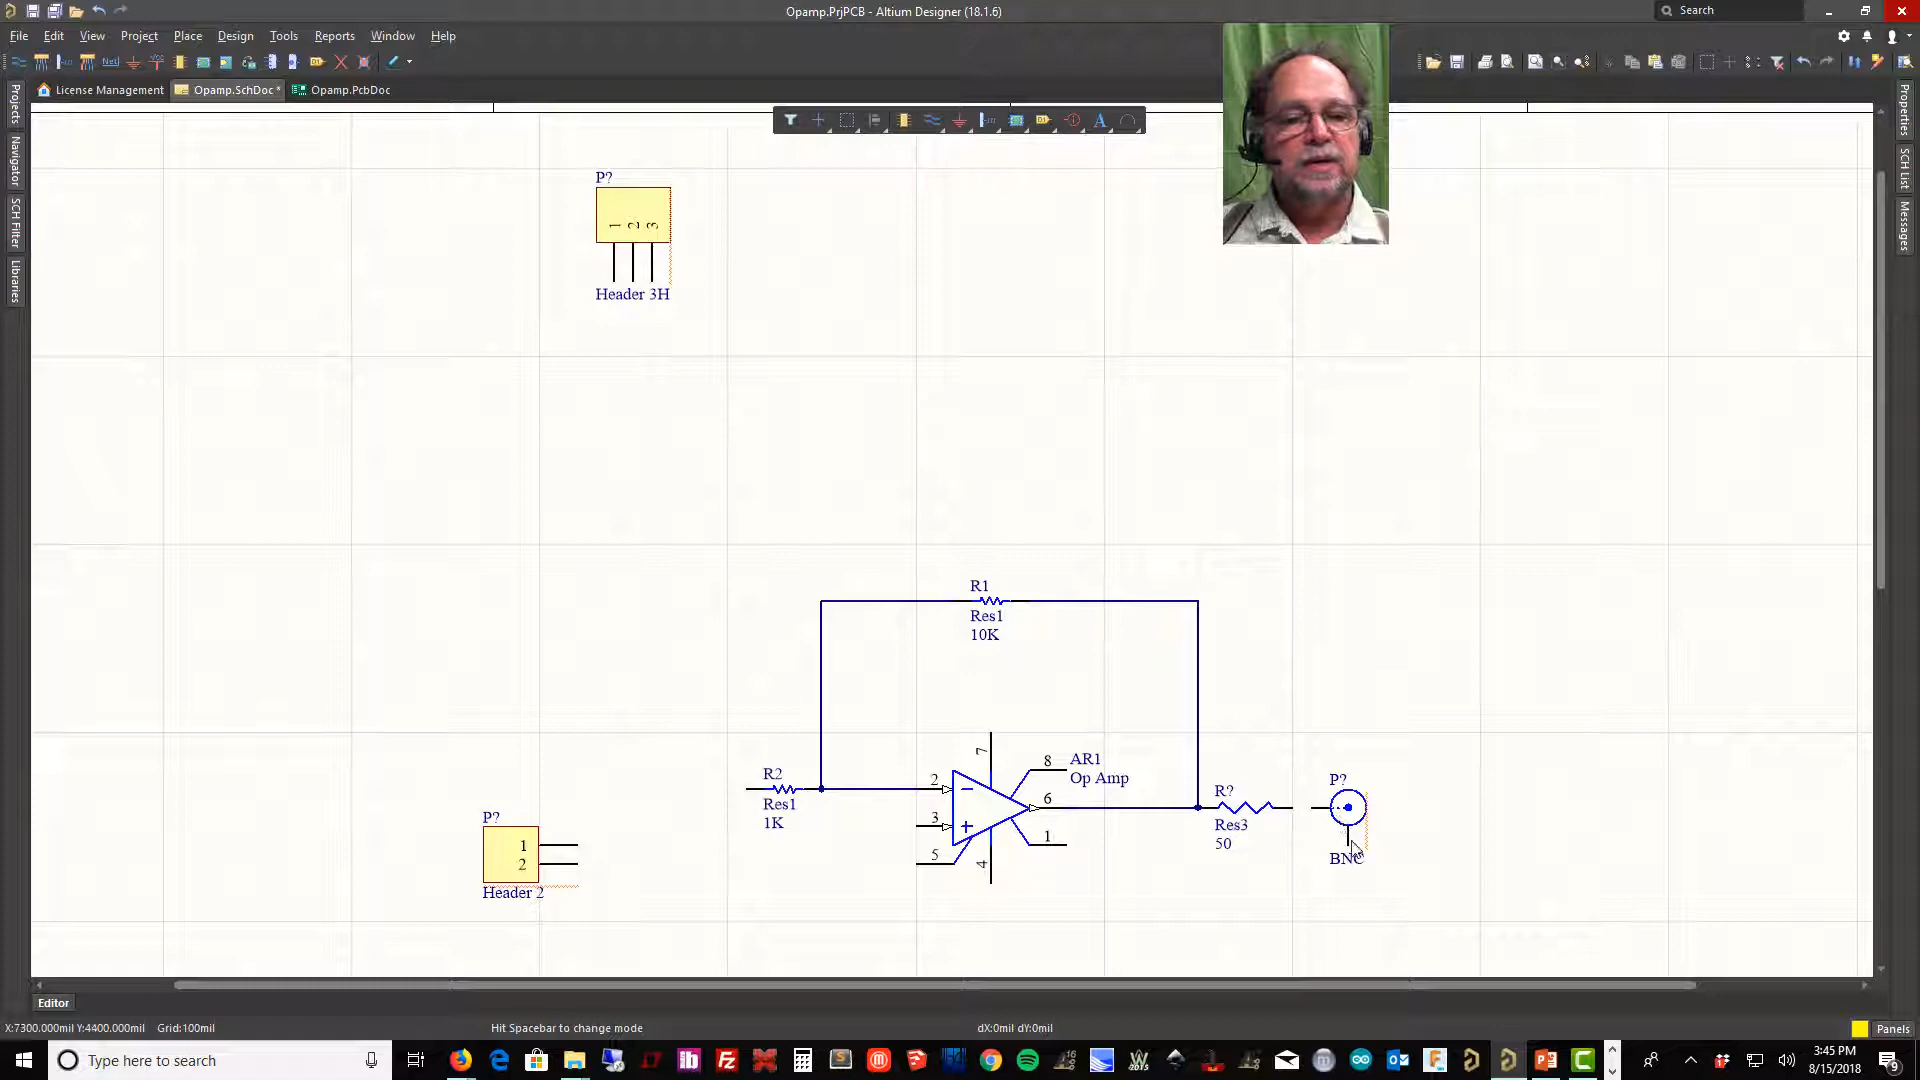 Opamp.PrjPCB - Altium Designer (18.1.6)
Search
File Edit View Project Place Design Tools Reports Window Help
License Management
Opamp.SchDoc *
Opamp.PcbDoc
Projects
Navigator
SCH Filter
Libraries
Properties
SCH List
Messages
P?
1
2
3
Header 3H
R1
Res1
10K
R2
Res1
1K
7
2
3
5
4
8
6
1
AR1
Op Amp
R?
Res3
50
P?
BNC
P?
1
2
Header 2
Editor
X:7300.000mil Y:4400.000mil Grid:100mil
Hit Spacebar to change mode
dX:0mil dY:0mil
Panels
Type here to search
3:45 PM
8/15/2018
9